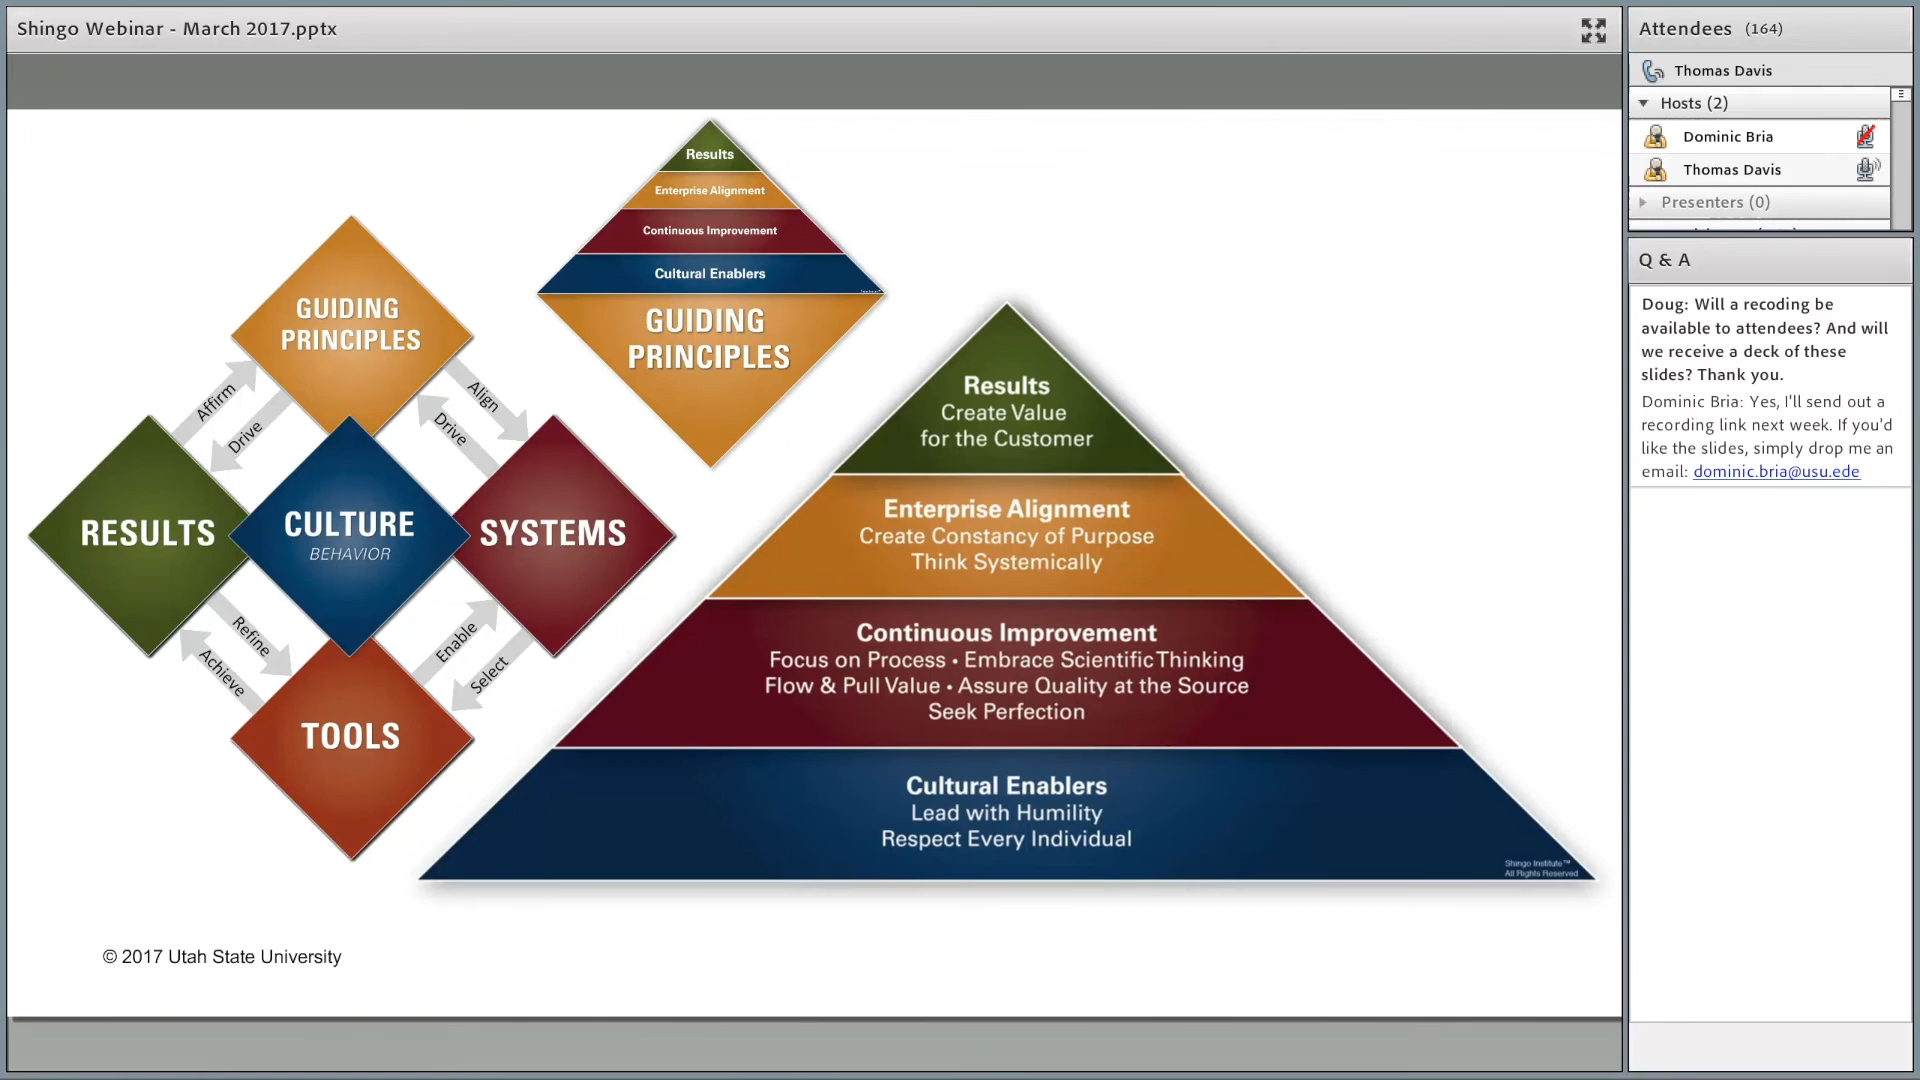 Shingo Webinar - March 2017.pptx
Results
Enterprise Alignment
Continuous Improvement
Cultural Enablers
GUIDING
PRINCIPLES
GUIDING
PRINCIPLES
Affirm
Drive
Align
Drive
RESULTS
CULTURE
BEHAVIOR
SYSTEMS
Refine
Achieve
Enable
Select
TOOLS
Results
Create Value
for the Customer
Enterprise Alignment
Create Constancy of Purpose
Think Systemically
Continuous Improvement
Focus on Process • Embrace Scientific Thinking
Flow & Pull Value • Assure Quality at the Source
Seek Perfection
Cultural Enablers
Lead with Humility
Respect Every Individual
Shingo Institute™
All Rights Reserved
© 2017 Utah State University
Attendees (164)
Thomas Davis
Hosts (2)
Dominic Bria
Thomas Davis
Presenters (0)
Q & A
Doug: Will a recoding be
available to attendees? And will
we receive a deck of these
slides? Thank you.
Dominic Bria: Yes, I'll send out a
recording link next week. If you'd
like the slides, simply drop me an
email: dominic.bria@usu.ede